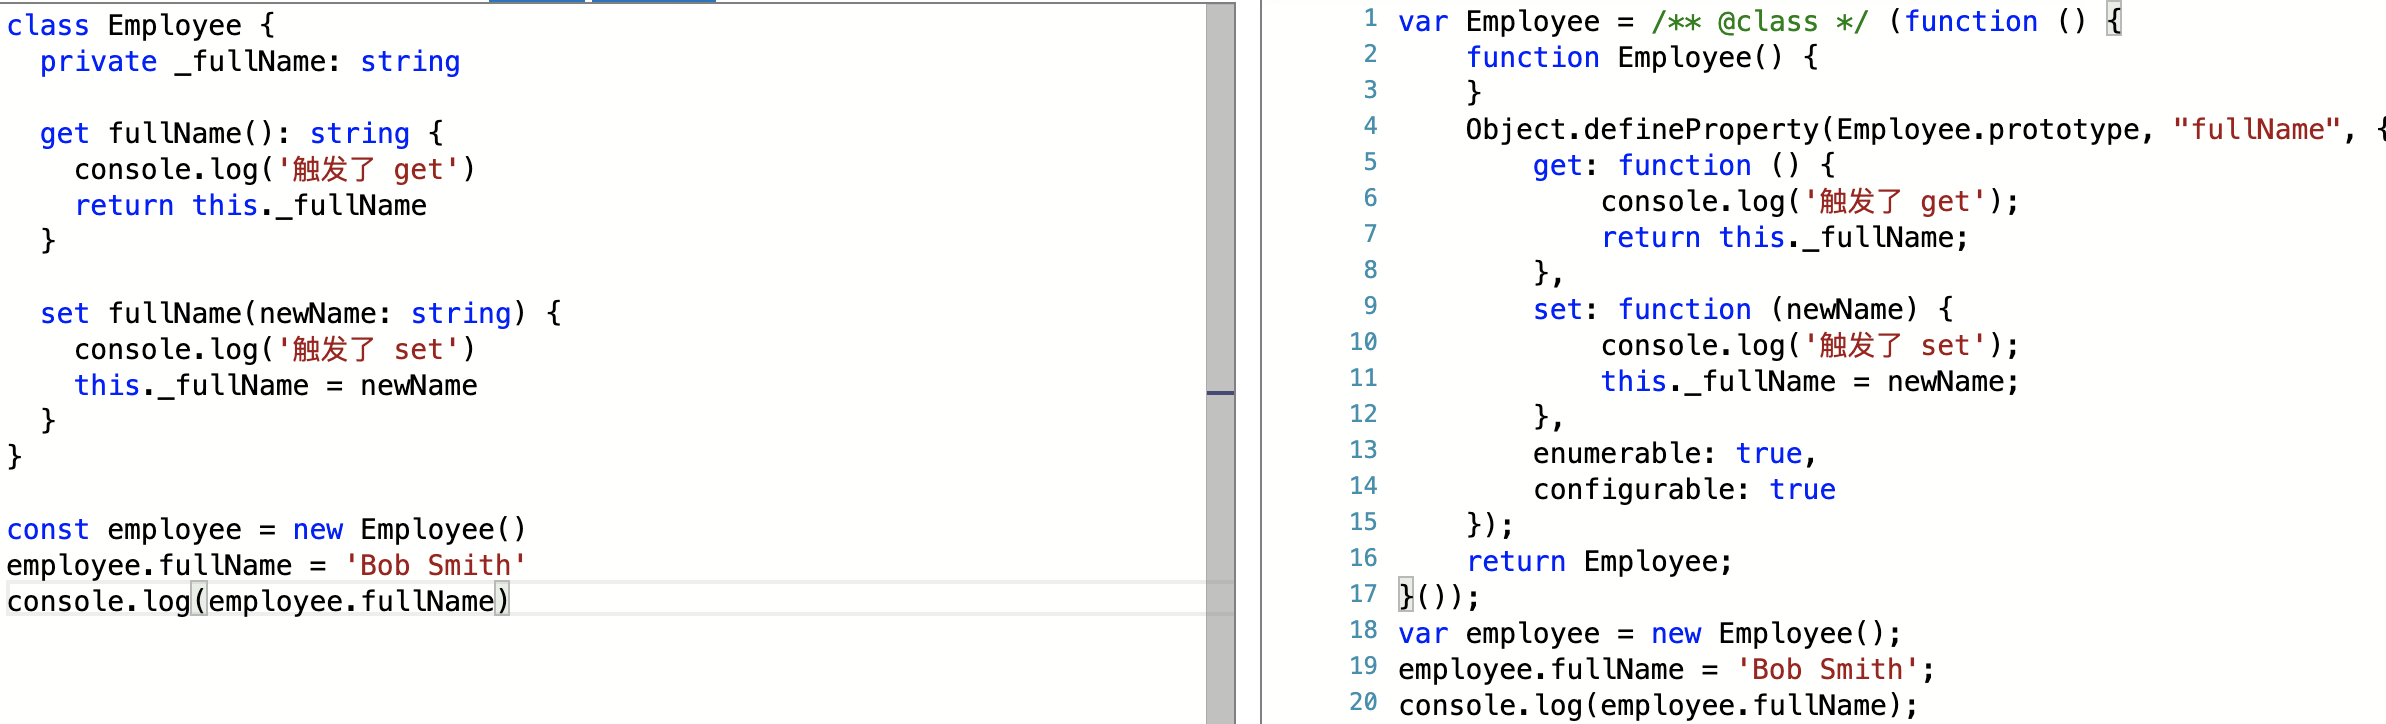 class Employee {
  private _fullName: string

  get fullName(): string {
    console.log('触发了 get')
    return this._fullName
  }

  set fullName(newName: string) {
    console.log('触发了 set')
    this._fullName = newName
  }
}

const employee = new Employee()
employee.fullName = 'Bob Smith'
console.log(employee.fullName)

1 var Employee = /** @class */ (function () {
2     function Employee() {
3     }
4     Object.defineProperty(Employee.prototype, "fullName", {
5         get: function () {
6             console.log('触发了 get');
7             return this._fullName;
8         },
9         set: function (newName) {
10             console.log('触发了 set');
11             this._fullName = newName;
12         },
13         enumerable: true,
14         configurable: true
15     });
16     return Employee;
17 }());
18 var employee = new Employee();
19 employee.fullName = 'Bob Smith';
20 console.log(employee.fullName);